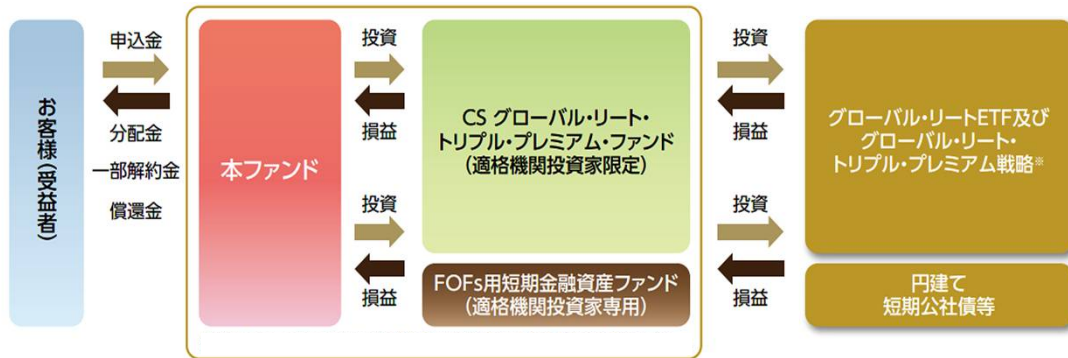 お客様(受益者)
申込金
分配金
一部解約金
償還金
本ファンド
投資
損益
投資
損益
CS グローバル・リート・
トリプル・プレミアム・ファンド
(適格機関投資家限定)
FOFs用短期金融資産ファンド
(適格機関投資家専用)
投資
損益
投資
損益
グローバル・リートETF及び
グローバル・リート・
トリプル・プレミアム戦略※
円建て
短期公社債等